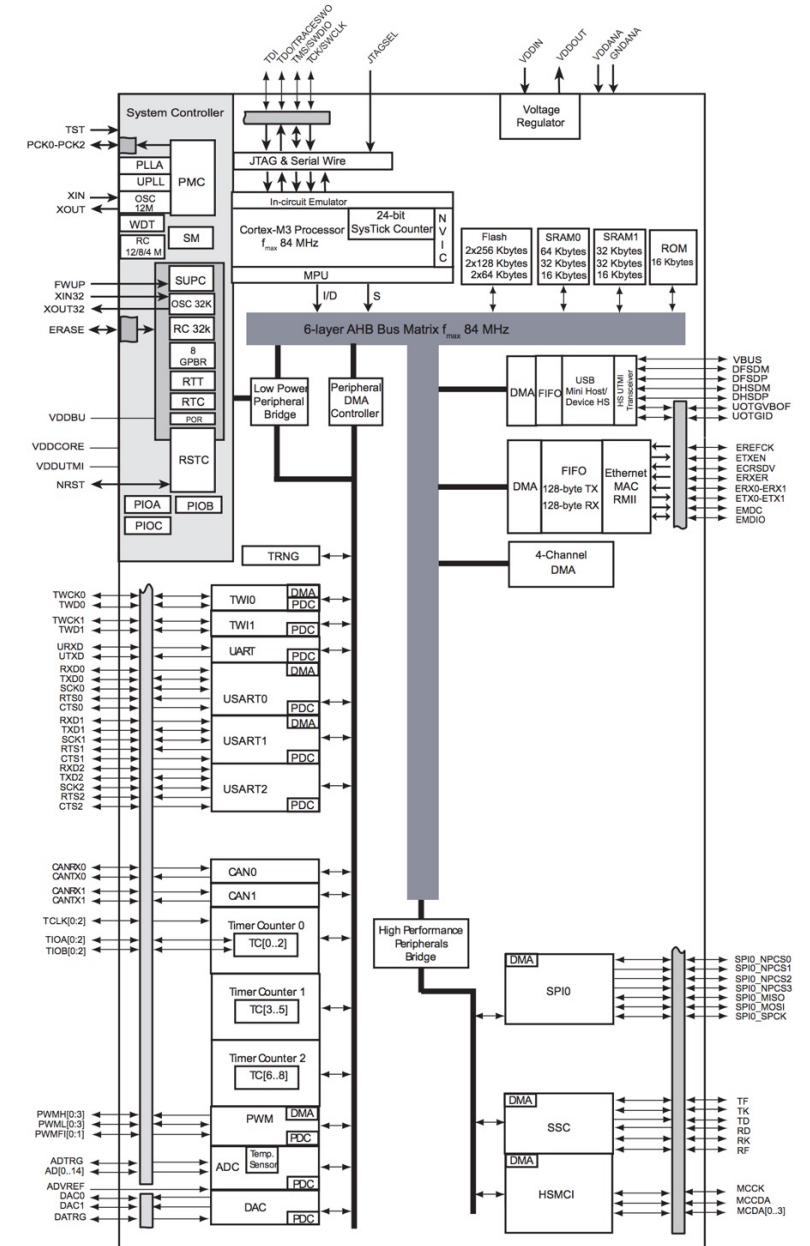 TDI
TDO/TRACESWO
TMS/SWDIO
TCK/SWCLK
JTAGSEL
VDDIN
VDDOUT
VDDANA
GNDANA
System Controller
Voltage
Regulator
TST
PCK0-PCK2
PLLA
UPLL
PMC
XIN
XOUT
OSC
12M
WDT
RC
12/8/4 M
SM
JTAG & Serial Wire
In-circuit Emulator
Cortex-M3 Processor
fmax 84 MHz
24-bit
SysTick Counter
N
V
I
C
MPU
I/D
S
Flash
2x256 Kbytes
2x128 Kbytes
2x64 Kbytes
SRAM0
64 Kbytes
32 Kbytes
16 Kbytes
SRAM1
32 Kbytes
32 Kbytes
16 Kbytes
ROM
16 Kbytes
FWUP
XIN32
XOUT32
ERASE
SUPC
OSC 32K
RC 32k
8
GPBR
RTT
RTC
POR
VDDBU
VDDCORE
VDDUTMI
NRST
RSTC
PIOA
PIOB
PIOC
6-layer AHB Bus Matrix fmax 84 MHz
Low Power
Peripheral
Bridge
Peripheral
DMA
Controller
DMA
FIFO
USB
Mini Host/
Device HS
HS UTMI
Transceiver
VBUS
DFSDM
DFSDP
DHSDM
DHSDP
UOTGVBOF
UOTGID
DMA
FIFO
128-byte TX
128-byte RX
Ethernet
MAC
RMII
EREFCK
ETXEN
ECRSDV
ERXER
ERX0-ERX1
ETX0-ETX1
EMDC
EMDIO
4-Channel
DMA
TRNG
TWCK0
TWD0
TWI0
DMA
PDC
TWCK1
TWD1
TWI1
PDC
URXD
UTXD
UART
PDC
RXD0
TXD0
SCK0
RTS0
CTS0
USART0
DMA
PDC
RXD1
TXD1
SCK1
RTS1
CTS1
USART1
DMA
PDC
RXD2
TXD2
SCK2
RTS2
CTS2
USART2
PDC
CANRX0
CANTX0
CAN0
CANRX1
CANTX1
CAN1
TCLK[0:2]
TIOA[0:2]
TIOB[0:2]
Timer Counter 0
TC[0..2]
Timer Counter 1
TC[3..5]
Timer Counter 2
TC[6..8]
PWMH[0:3]
PWML[0:3]
PWMFI[0:1]
PWM
DMA
PDC
ADTRG
AD[0..14]
ADVREF
ADC
Temp.
Sensor
PDC
DAC0
DAC1
DATRG
DAC
PDC
High Performance
Peripherals
Bridge
DMA
SPI0
SPI0_NPCS0
SPI0_NPCS1
SPI0_NPCS2
SPI0_NPCS3
SPI0_MISO
SPI0_MOSI
SPI0_SPCK
DMA
SSC
TF
TK
TD
RD
RK
RF
DMA
HSMCI
MCCK
MCCDA
MCDA[0..3]